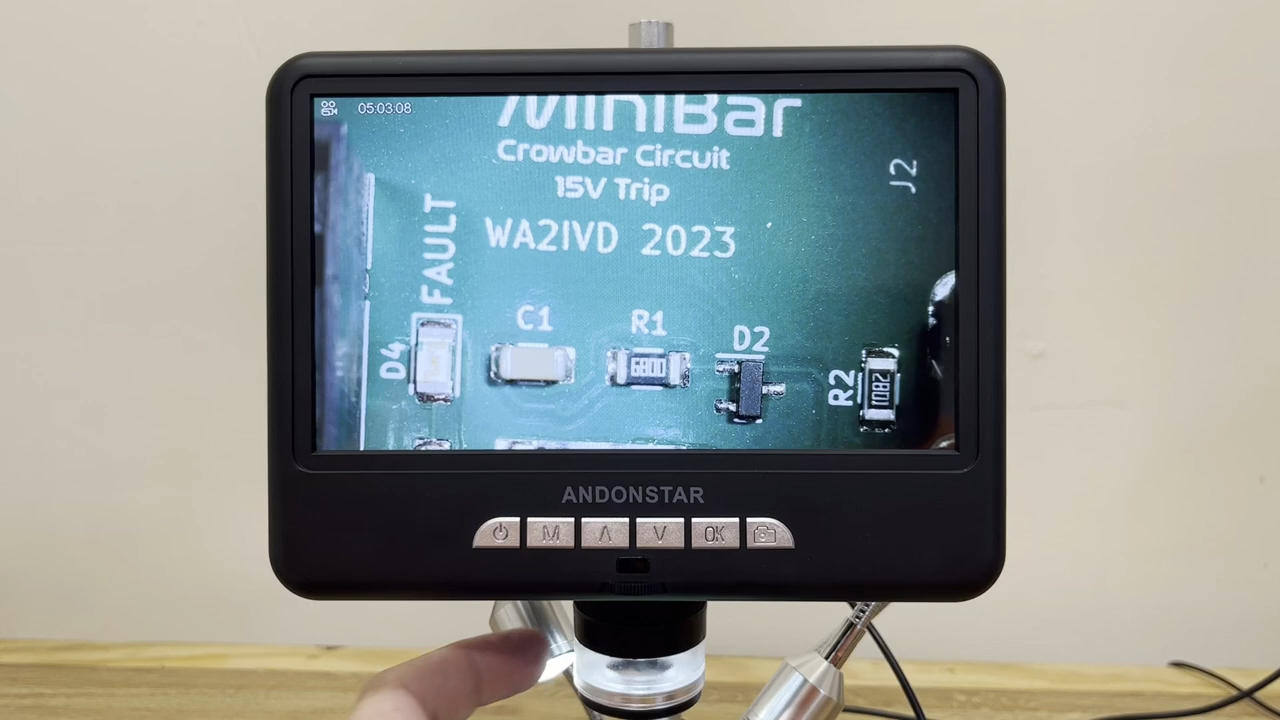 05:03:08
MiniBar
Crowbar Circuit
15V Trip
J2
WA2IVD 2023
FAULT
C1
R1
D2
D4
6800
R2
1082
ANDONSTAR
M
OK